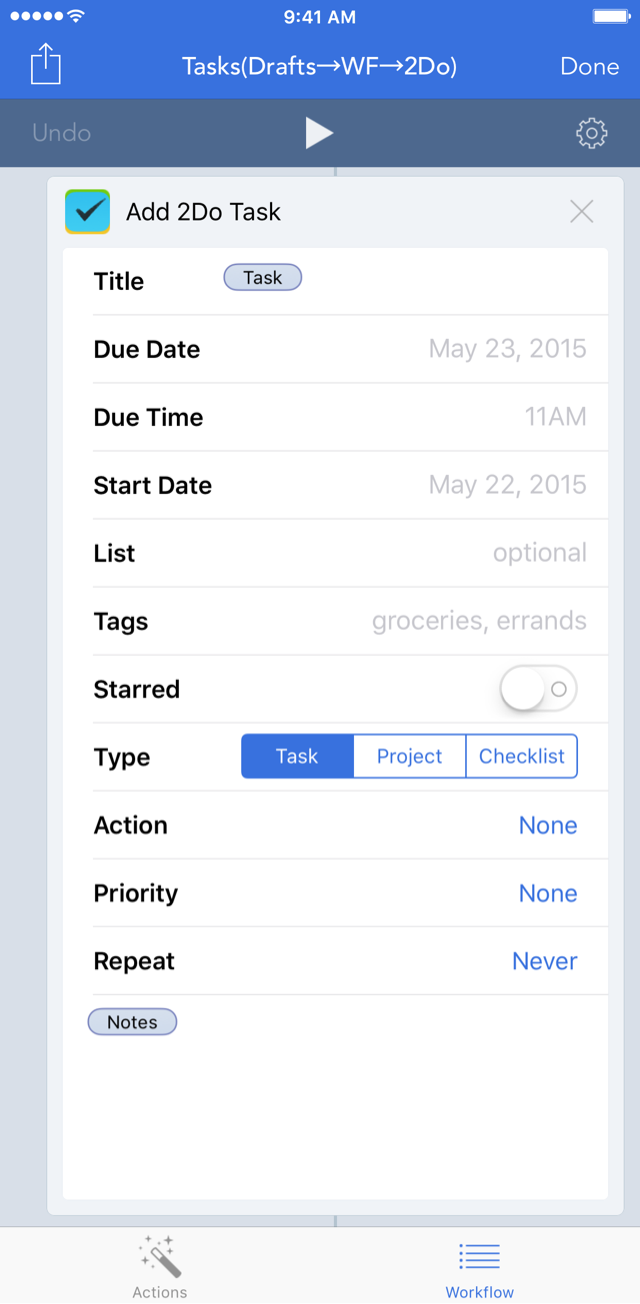 9:41 AM
Tasks(Drafts→WF→2Do)
Done
Undo
Add 2Do Task
Title Task
Due Date May 23, 2015
Due Time 11AM
Start Date May 22, 2015
List optional
Tags groceries, errands
Starred
Type Task Project Checklist
Action None
Priority None
Repeat Never
Notes
Actions Workflow